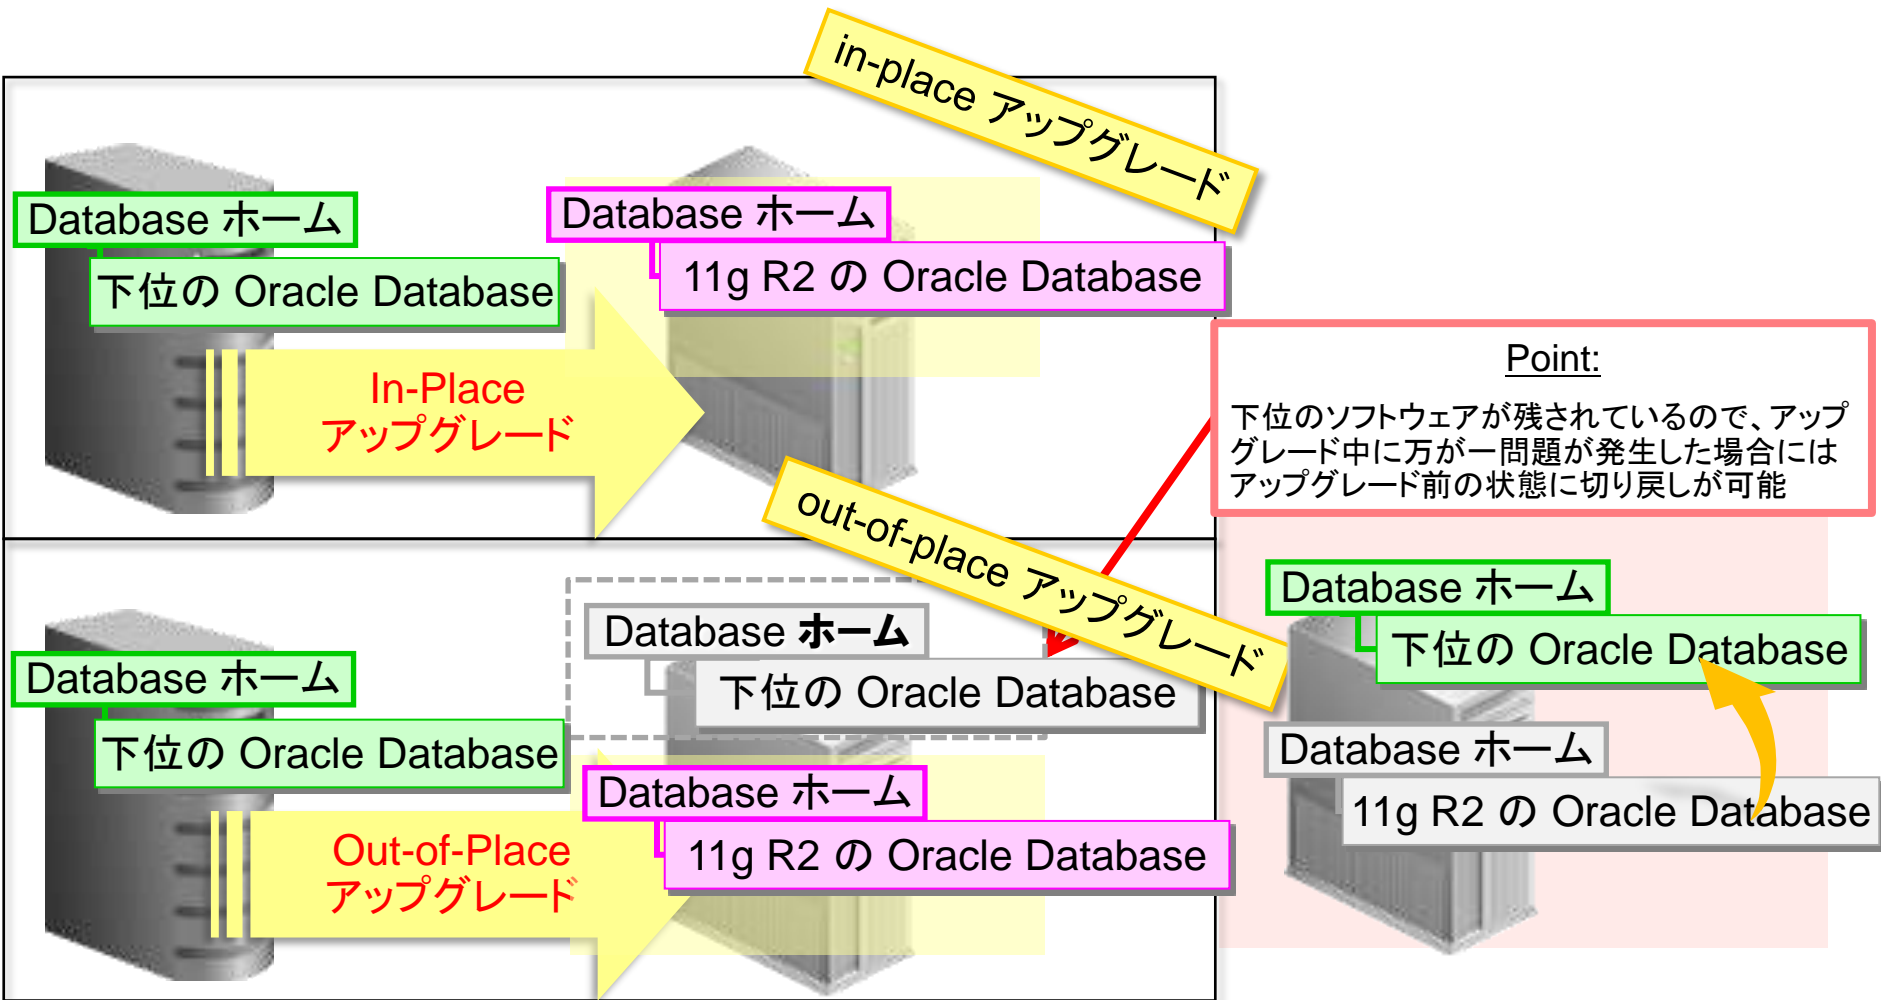 in-place アップグレード
Database ホーム
下位の Oracle Database
Database ホーム
11g R2 の Oracle Database
In-Place
アップグレード
Point:
下位のソフトウェアが残されているので、アップ
グレード中に万が一問題が発生した場合には
アップグレード前の状態に切り戻しが可能
out-of-place アップグレード
Database ホーム
下位の Oracle Database
Database ホーム
下位の Oracle Database
Database ホーム
11g R2 の Oracle Database
Out-of-Place
アップグレード
Database ホーム
下位の Oracle Database
Database ホーム
11g R2 の Oracle Database